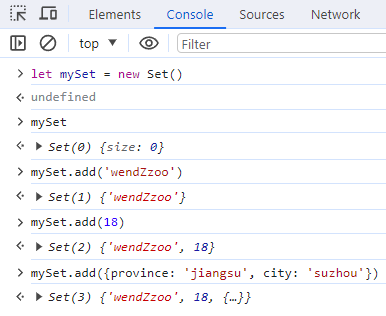 Elements Console Sources Network
top Filter
let mySet = new Set()
undefined
mySet
Set(0) {size: 0}
mySet.add('wendZzoo')
Set(1) {'wendZzoo'}
mySet.add(18)
Set(2) {'wendZzoo', 18}
mySet.add({province: 'jiangsu', city: 'suzhou'})
Set(3) {'wendZzoo', 18, {…}}